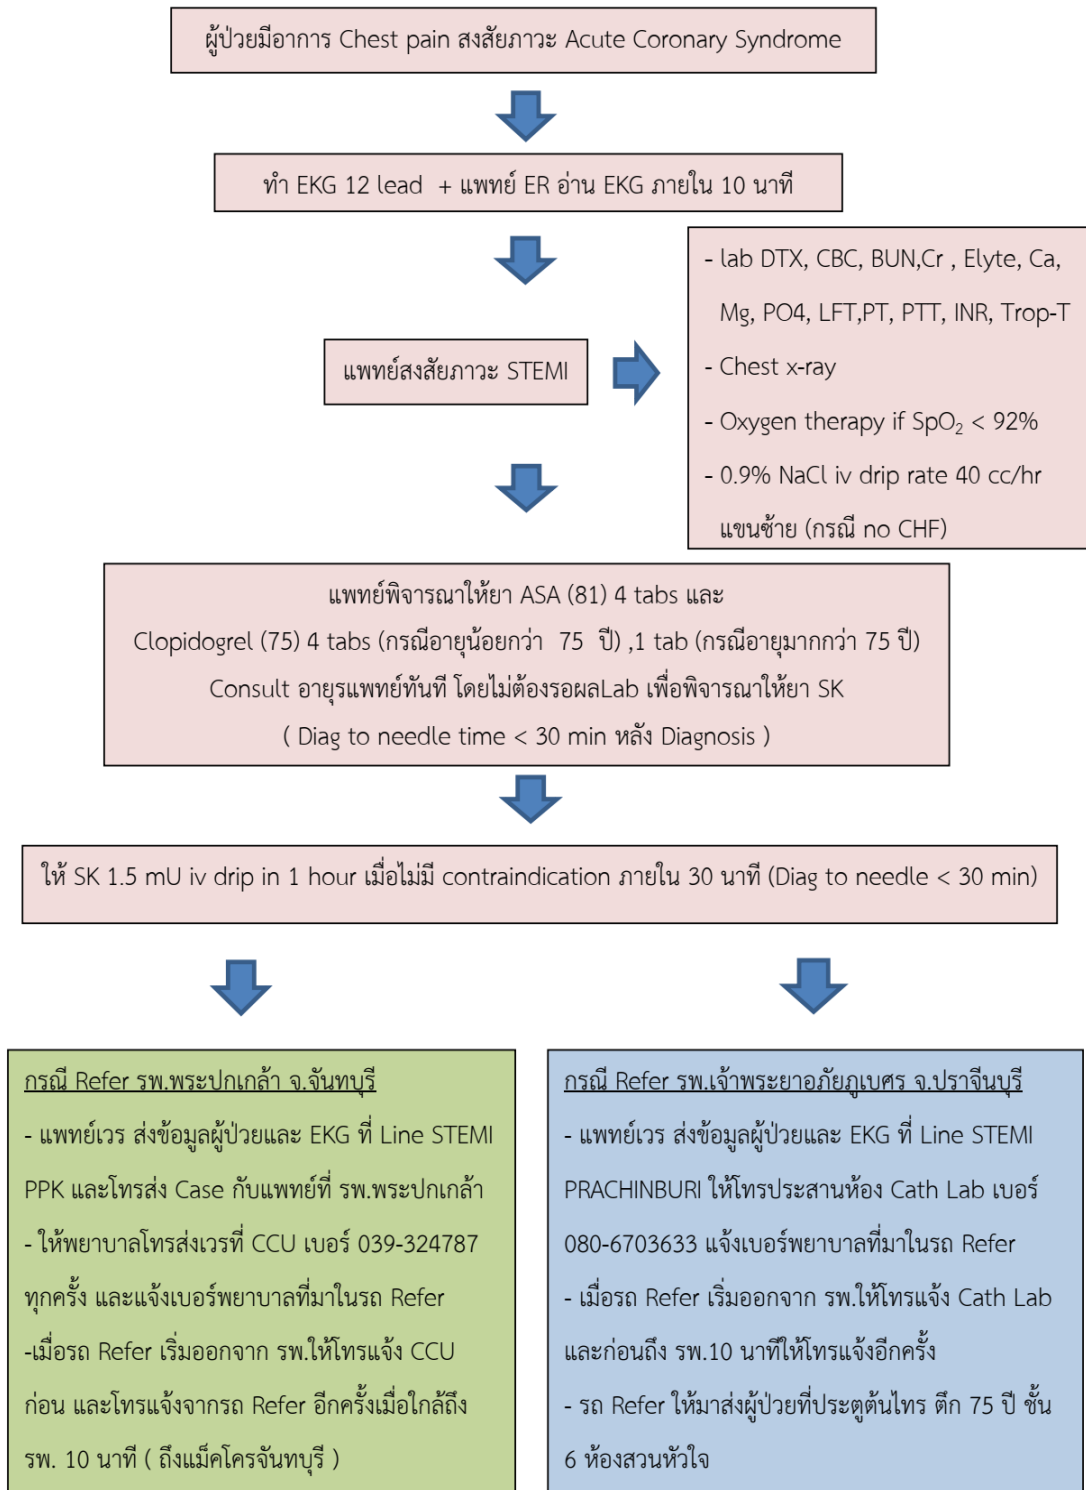 ผู้ป่วยมีอาการ Chest pain สงสัยภาวะ Acute Coronary Syndrome
ทำ EKG 12 lead + แพทย์ ER อ่าน EKG ภายใน 10 นาที
แพทย์สงสัยภาวะ STEMI
- lab DTX, CBC, BUN,Cr , Elyte, Ca,
Mg, PO4, LFT,PT, PTT, INR, Trop-T
- Chest x-ray
- Oxygen therapy if SpO₂ < 92%
- 0.9% NaCl iv drip rate 40 cc/hr
แขนซ้าย (กรณี no CHF)
แพทย์พิจารณาให้ยา ASA (81) 4 tabs และ
Clopidogrel (75) 4 tabs (กรณีอายุน้อยกว่า 75 ปี) ,1 tab (กรณีอายุมากกว่า 75 ปี)
Consult อายุรแพทย์ทันที โดยไม่ต้องรอผลLab เพื่อพิจารณาให้ยา SK
( Diag to needle time < 30 min หลัง Diagnosis )
ให้ SK 1.5 mU iv drip in 1 hour เมื่อไม่มี contraindication ภายใน 30 นาที (Diag to needle < 30 min)
กรณี Refer รพ.พระปกเกล้า จ.จันทบุรี
- แพทย์เวร ส่งข้อมูลผู้ป่วยและ EKG ที่ Line STEMI
PPK และโทรส่ง Case กับแพทย์ที่ รพ.พระปกเกล้า
- ให้พยาบาลโทรส่งเวรที่ CCU เบอร์ 039-324787
ทุกครั้ง และแจ้งเบอร์พยาบาลที่มาในรถ Refer
-เมื่อรถ Refer เริ่มออกจาก รพ.ให้โทรแจ้ง CCU
ก่อน และโทรแจ้งจากรถ Refer อีกครั้งเมื่อใกล้ถึง
รพ. 10 นาที ( ถึงแม็คโครจันทบุรี )
กรณี Refer รพ.เจ้าพระยาอภัยภูเบศร จ.ปราจีนบุรี
- แพทย์เวร ส่งข้อมูลผู้ป่วยและ EKG ที่ Line STEMI
PRACHINBURI ให้โทรประสานห้อง Cath Lab เบอร์
080-6703633 แจ้งเบอร์พยาบาลที่มาในรถ Refer
- เมื่อรถ Refer เริ่มออกจาก รพ.ให้โทรแจ้ง Cath Lab
และก่อนถึง รพ.10 นาทีให้โทรแจ้งอีกครั้ง
- รถ Refer ให้มาส่งผู้ป่วยที่ประตูต้นไทร ตึก 75 ปี ชั้น
6 ห้องสวนหัวใจ